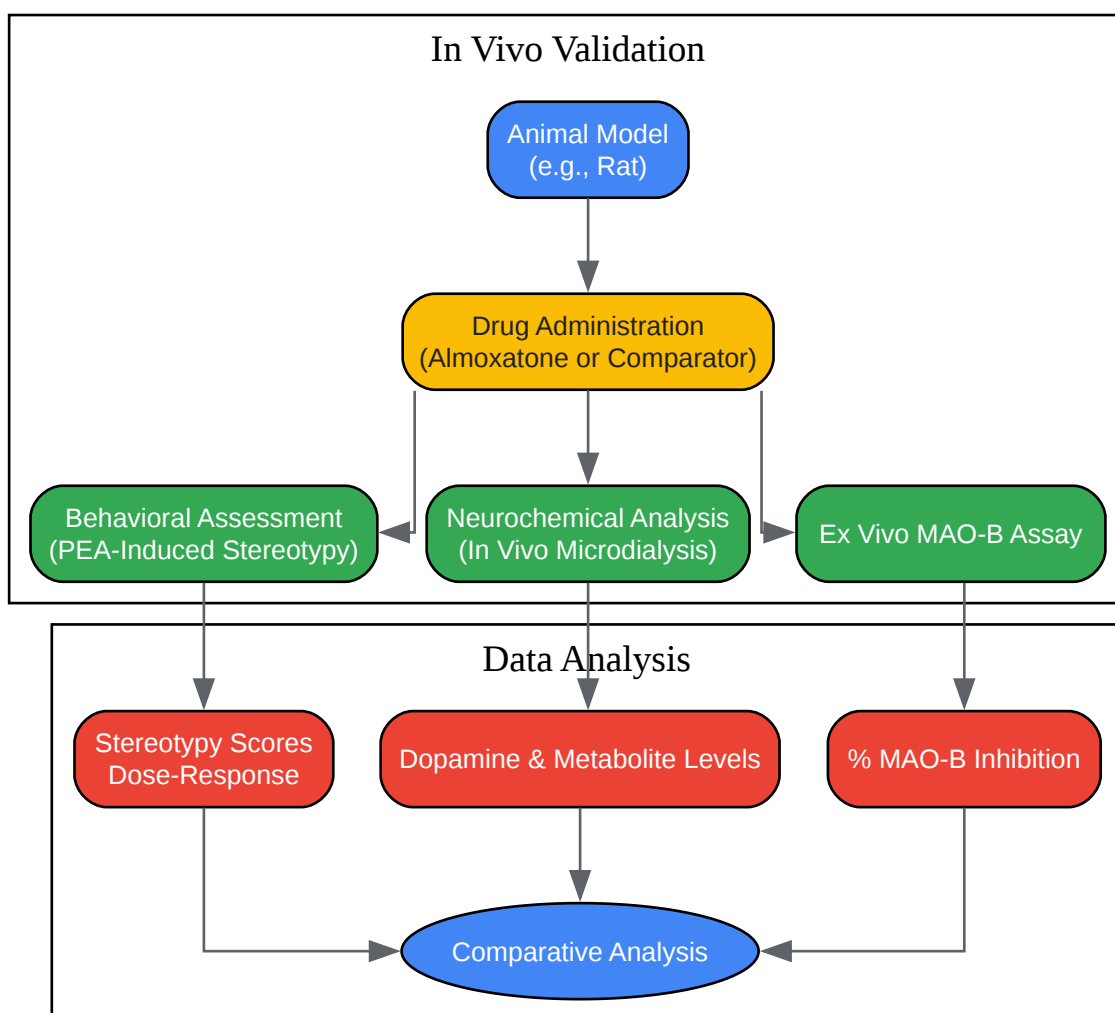 In Vivo Validation
Animal Model
(e.g., Rat)
Drug Administration
(Almoxatone or Comparator)
Behavioral Assessment
(PEA-Induced Stereotypy)
Neurochemical Analysis
(In Vivo Microdialysis)
Ex Vivo MAO-B Assay
Data Analysis
Stereotypy Scores
Dose-Response
Dopamine & Metabolite Levels
% MAO-B Inhibition
Comparative Analysis